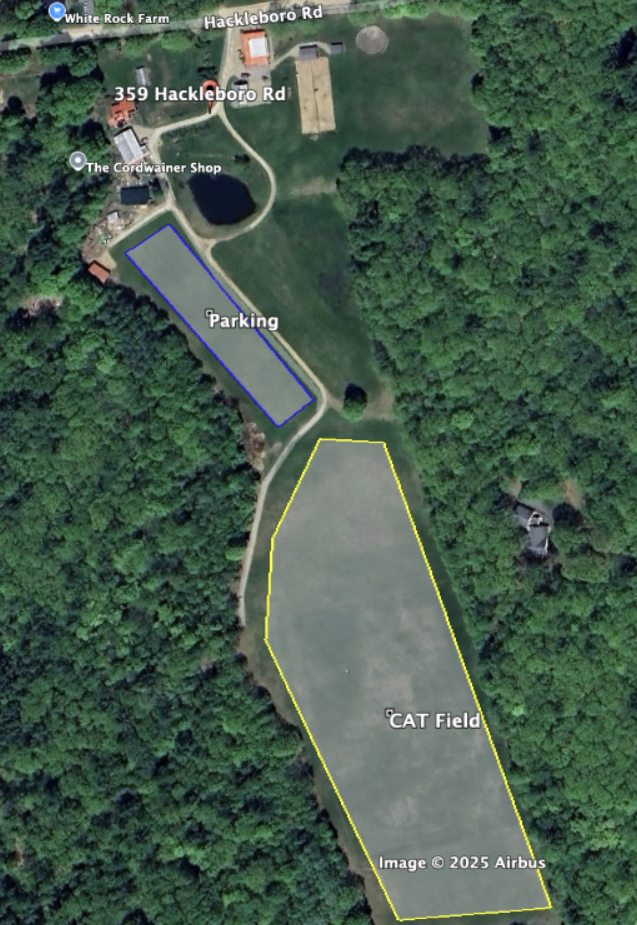 White Rock Farm
Hackleboro Rd
359 Hackleboro Rd
The Cordwainer Shop
Parking
CAT Field
Image © 2025 Airbus